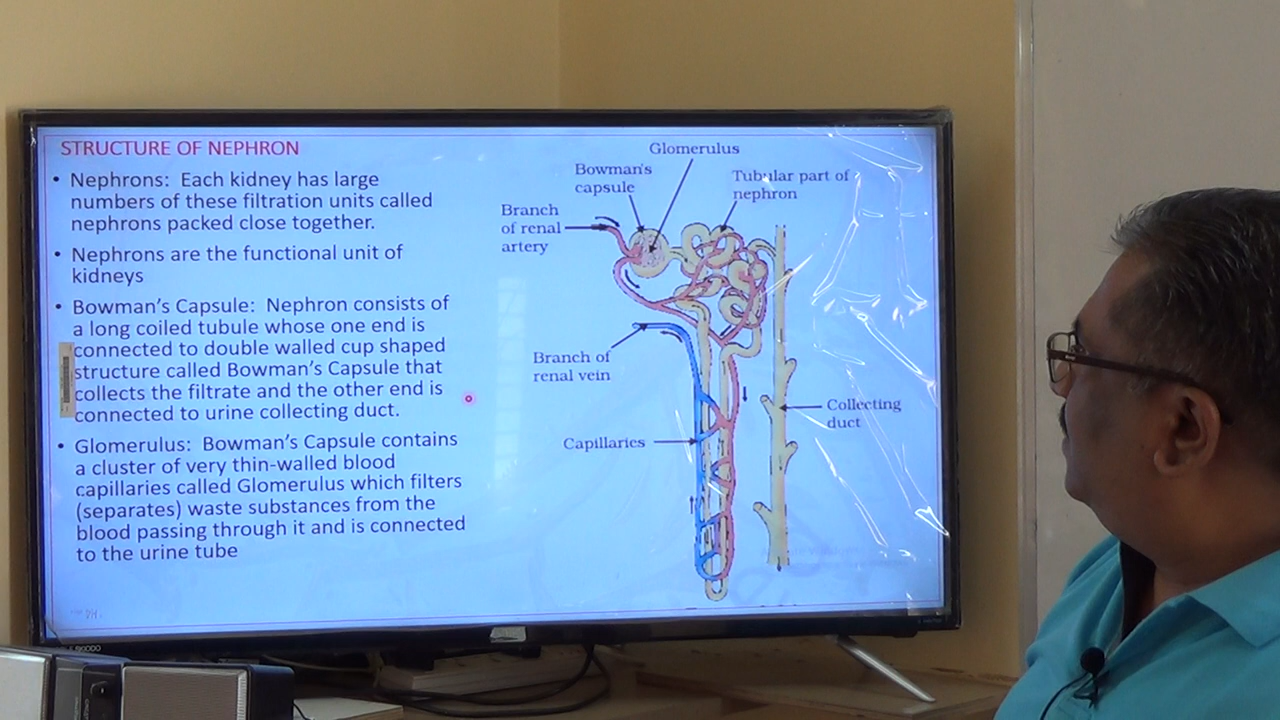 STRUCTURE OF NEPHRON
• Nephrons: Each kidney has large
numbers of these filtration units called
nephrons packed close together.
• Nephrons are the functional unit of
kidneys
• Bowman's Capsule: Nephron consists of
a long coiled tubule whose one end is
connected to double walled cup shaped
structure called Bowman's Capsule that
collects the filtrate and the other end is
connected to urine collecting duct.
• Glomerulus: Bowman's Capsule contains
a cluster of very thin-walled blood
capillaries called Glomerulus which filters
(separates) waste substances from the
blood passing through it and is connected
to the urine tube
Glomerulus
Bowman's
capsule
Tubular part of
nephron
Branch
of renal
artery
Branch of
renal vein
Capillaries
Collecting
duct